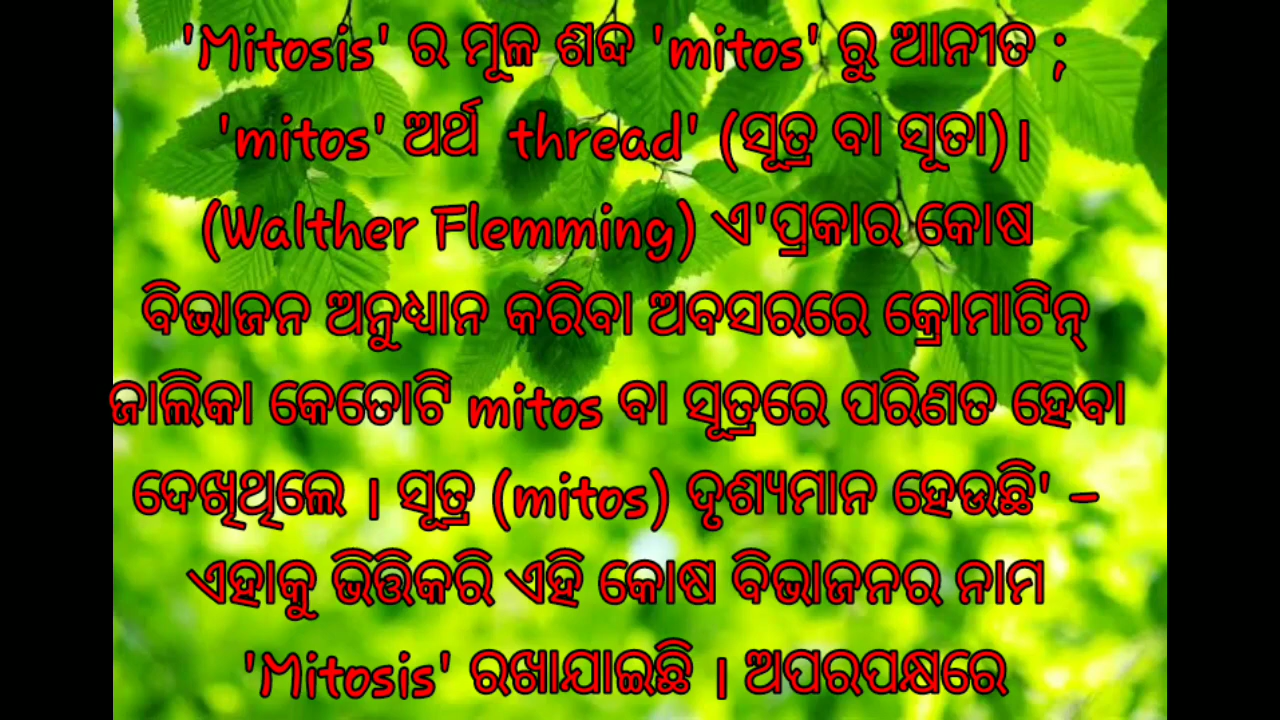 'Mitosis' ର ମୂଳ ଶବ୍ଦ 'mitos' ରୁ ଆନୀତ ;
'mitos' ଅର୍ଥ thread' (ସୂତ୍ର ବା ସୂତା)।
(Walther Flemming) ଏ'ପ୍ରକାର କୋଷ
ବିଭାଜନ ଅନୁଧ୍ୟାନ କରିବା ଅବସରରେ କ୍ରୋମାଟିନ୍
ଜାଲିକା କେତୋଟି mitos ବା ସୂତ୍ରରେ ପରିଣତ ହେବା
ଦେଖିଥିଲେ । ସୂତ୍ର (mitos) ଦୃଶ୍ୟମାନ ହେଉଛି' –
ଏହାକୁ ଭିତ୍ତିକରି ଏହି କୋଷ ବିଭାଜନର ନାମ
'Mitosis' ରଖାଯାଇଛି । ଅପରପକ୍ଷରେ